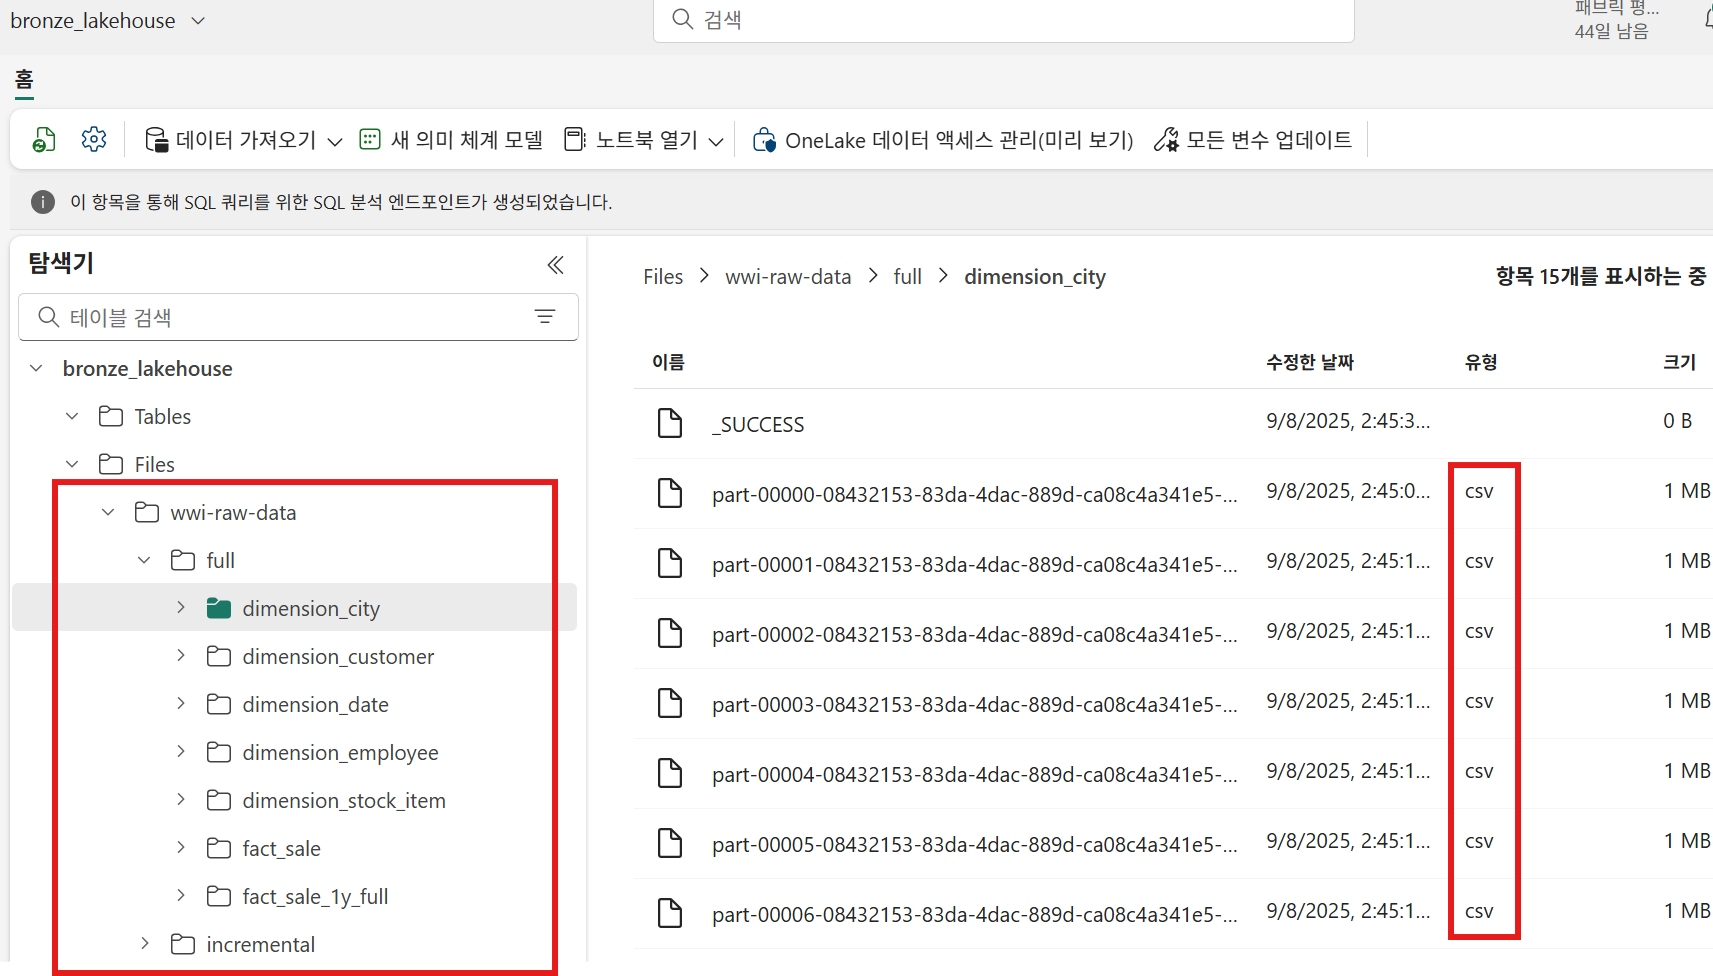 bronze_lakehouse
검색
패브릭 평...
44일 남음
홈
데이터 가져오기
새 의미 체계 모델
노트북 열기
OneLake 데이터 액세스 관리(미리 보기)
모든 변수 업데이트
이 항목을 통해 SQL 쿼리를 위한 SQL 분석 엔드포인트가 생성되었습니다.
탐색기
테이블 검색
bronze_lakehouse
Tables
Files
wwi-raw-data
full
dimension_city
dimension_customer
dimension_date
dimension_employee
dimension_stock_item
fact_sale
fact_sale_1y_full
incremental
Files > wwi-raw-data > full > dimension_city
항목 15개를 표시하는 중
이름 수정한 날짜 유형 크기
_SUCCESS 9/8/2025, 2:45:3... 0 B
part-00000-08432153-83da-4dac-889d-ca08c4a341e5-... 9/8/2025, 2:45:0... csv 1 MB
part-00001-08432153-83da-4dac-889d-ca08c4a341e5-... 9/8/2025, 2:45:1... csv 1 MB
part-00002-08432153-83da-4dac-889d-ca08c4a341e5-... 9/8/2025, 2:45:1... csv 1 MB
part-00003-08432153-83da-4dac-889d-ca08c4a341e5-... 9/8/2025, 2:45:1... csv 1 MB
part-00004-08432153-83da-4dac-889d-ca08c4a341e5-... 9/8/2025, 2:45:1... csv 1 MB
part-00005-08432153-83da-4dac-889d-ca08c4a341e5-... 9/8/2025, 2:45:1... csv 1 MB
part-00006-08432153-83da-4dac-889d-ca08c4a341e5-... 9/8/2025, 2:45:1... csv 1 MB